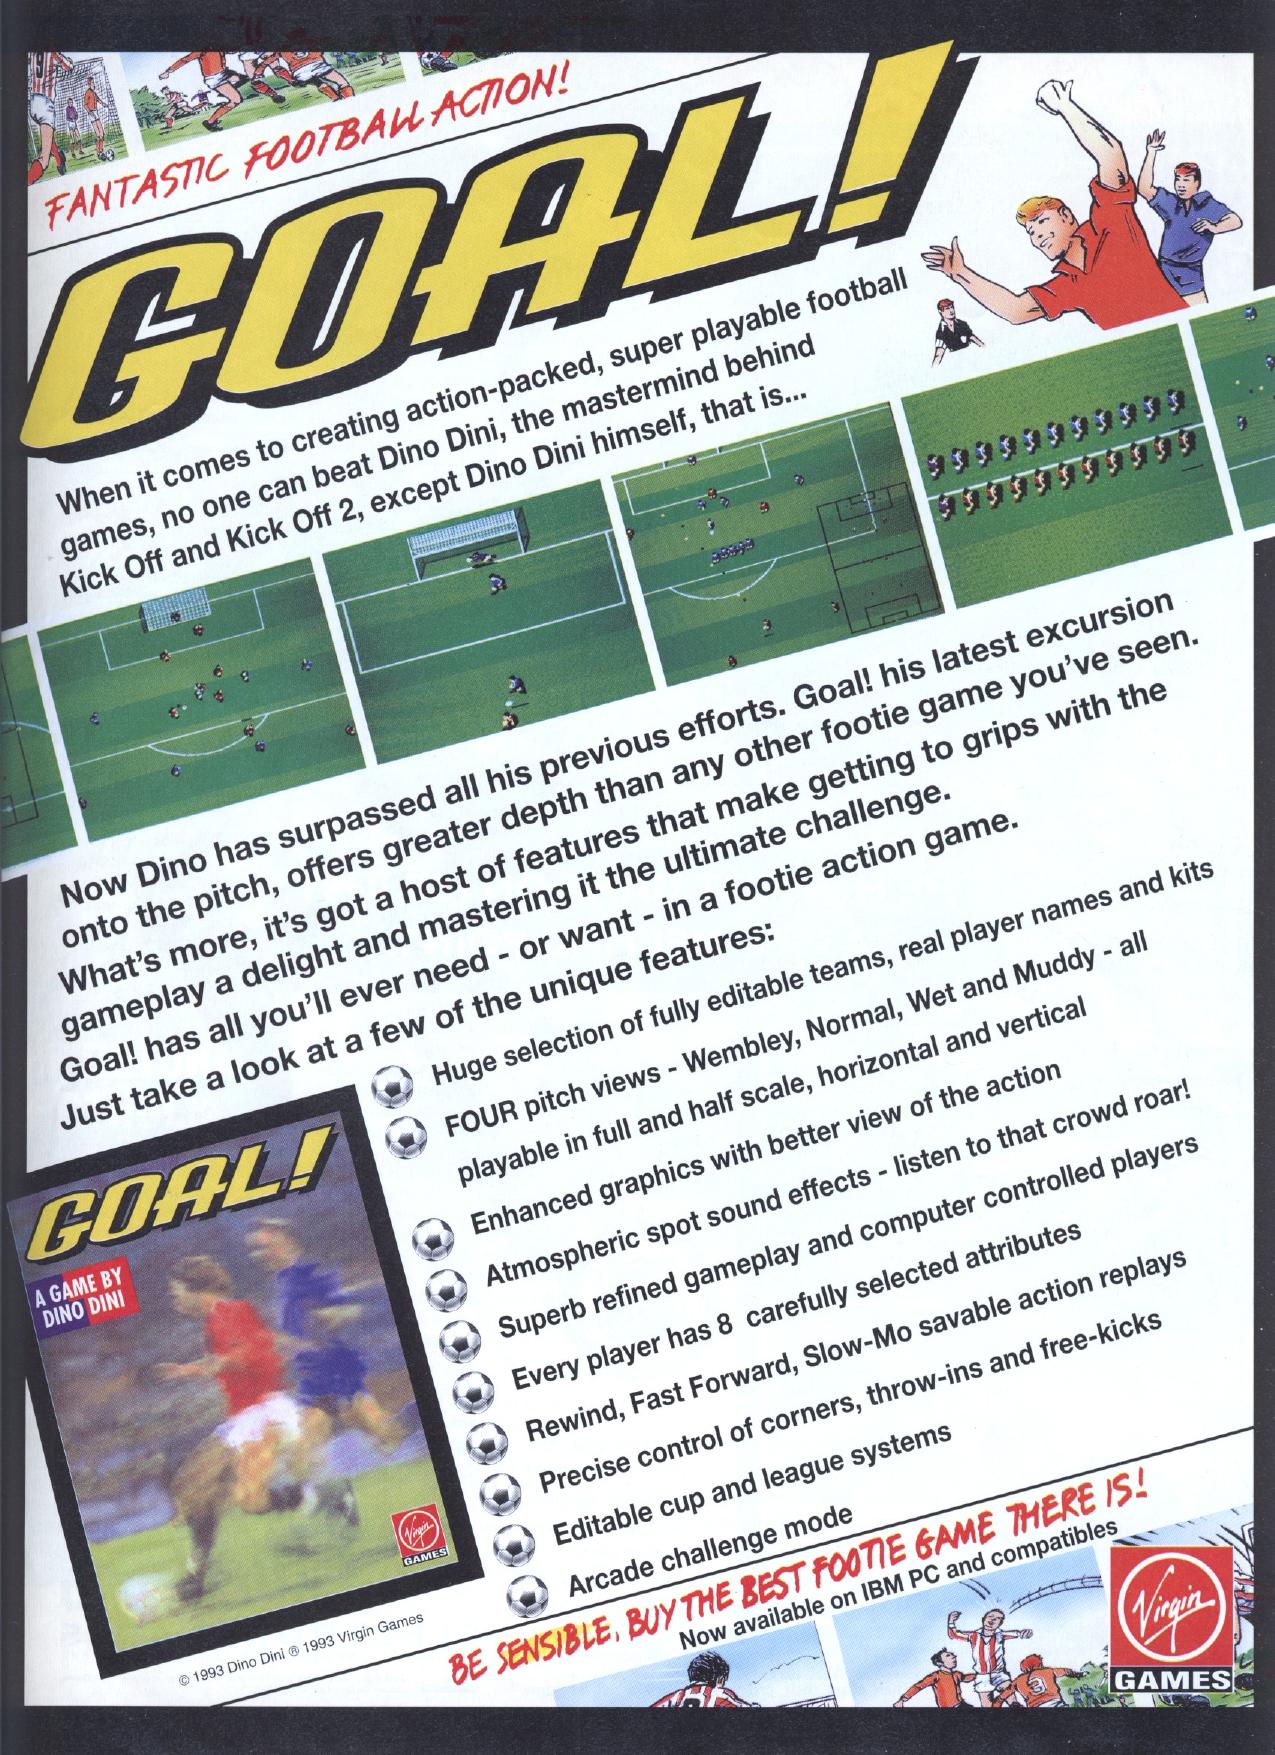 FANTASTIC FOOTBALL ACTION!
GOAL!
When it comes to creating action-packed, super playable football
games, no one can beat Dino Dini, the mastermind behind
Kick Off and Kick Off 2, except Dino Dini himself, that is...
Now Dino has surpassed all his previous efforts. Goal! his latest excursion
onto the pitch, offers greater depth than any other footie game you've seen.
What's more, it's got a host of features that make getting to grips with the
gameplay a delight and mastering it the ultimate challenge.
Goal! has all you'll ever need - or want - in a footie action game.
Just take a look at a few of the unique features:
Huge selection of fully editable teams, real player names and kits
FOUR pitch views - Wembley, Normal, Wet and Muddy - all
playable in full and half scale, horizontal and vertical
Enhanced graphics with better view of the action
Atmospheric spot sound effects - listen to that crowd roar!
Superb refined gameplay and computer controlled players
Every player has 8 carefully selected attributes
Rewind, Fast Forward, Slow-Mo savable action replays
Precise control of corners, throw-ins and free-kicks
Editable cup and league systems
Arcade challenge mode
GOAL!
A GAME BY
DINO DINI
Virgin
GAMES
© 1993 Dino Dini ® 1993 Virgin Games
BE SENSIBLE, BUY THE BEST FOOTIE GAME THERE IS!
Now available on IBM PC and compatibles
Virgin
GAMES